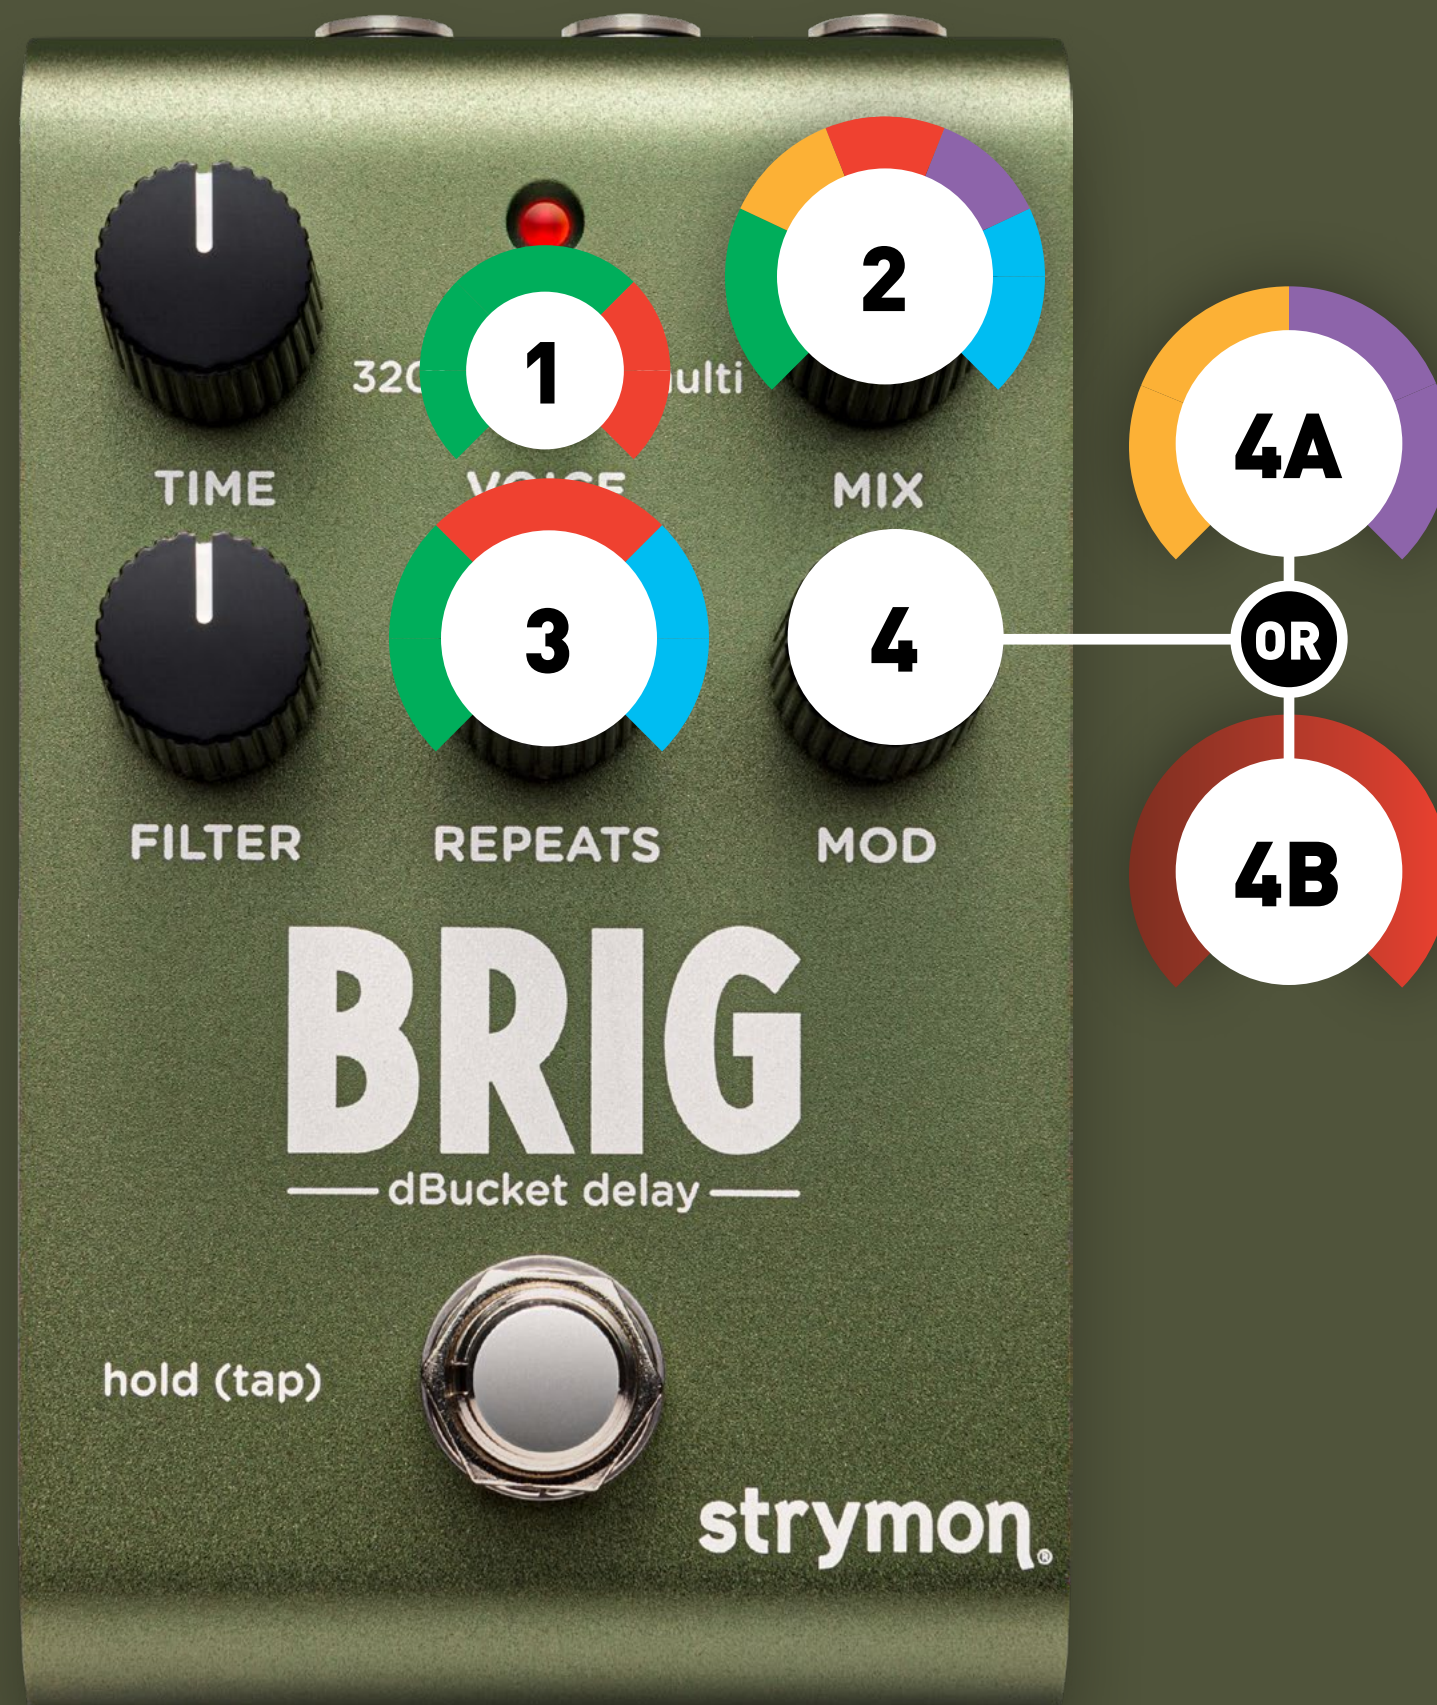 1
2
TIME
MIX
3
4
4A
OR
4B
FILTER
REPEATS
MOD
BRIG
dBucket delay
hold (tap)
strymon®